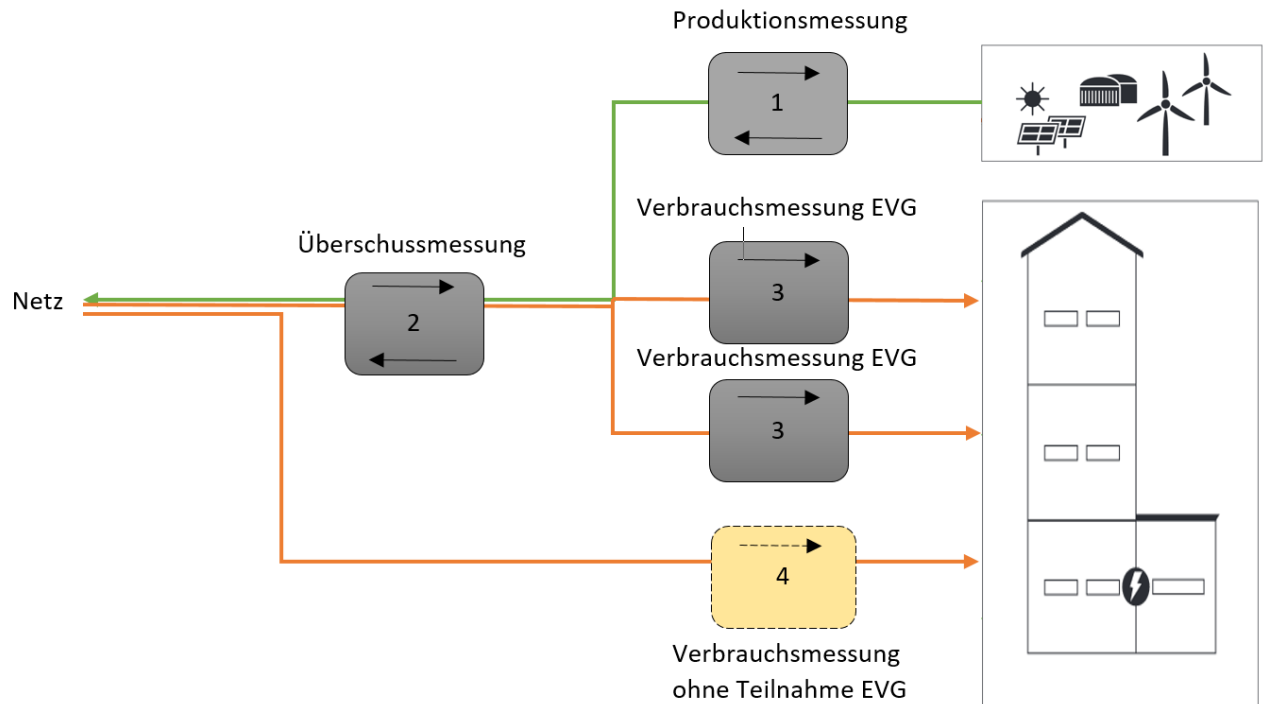 Produktionsmessung
1
Verbrauchsmessung EVG
Überschussmessung
3
Netz
2
Verbrauchsmessung EVG
3
4
Verbrauchsmessung
ohne Teilnahme EVG